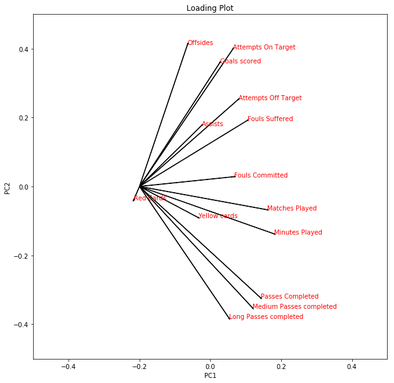 Loading Plot
0.4
0.2
0.0
−0.2
−0.4
PC2
Offsides
Attempts On Target
Goals scored
Attempts Off Target
Fouls Suffered
Assists
Fouls Committed
Red cards
Matches Played
Yellow cards
Minutes Played
Passes Completed
Medium Passes completed
Long Passes completed
−0.4 −0.2 0.0 0.2 0.4
PC1